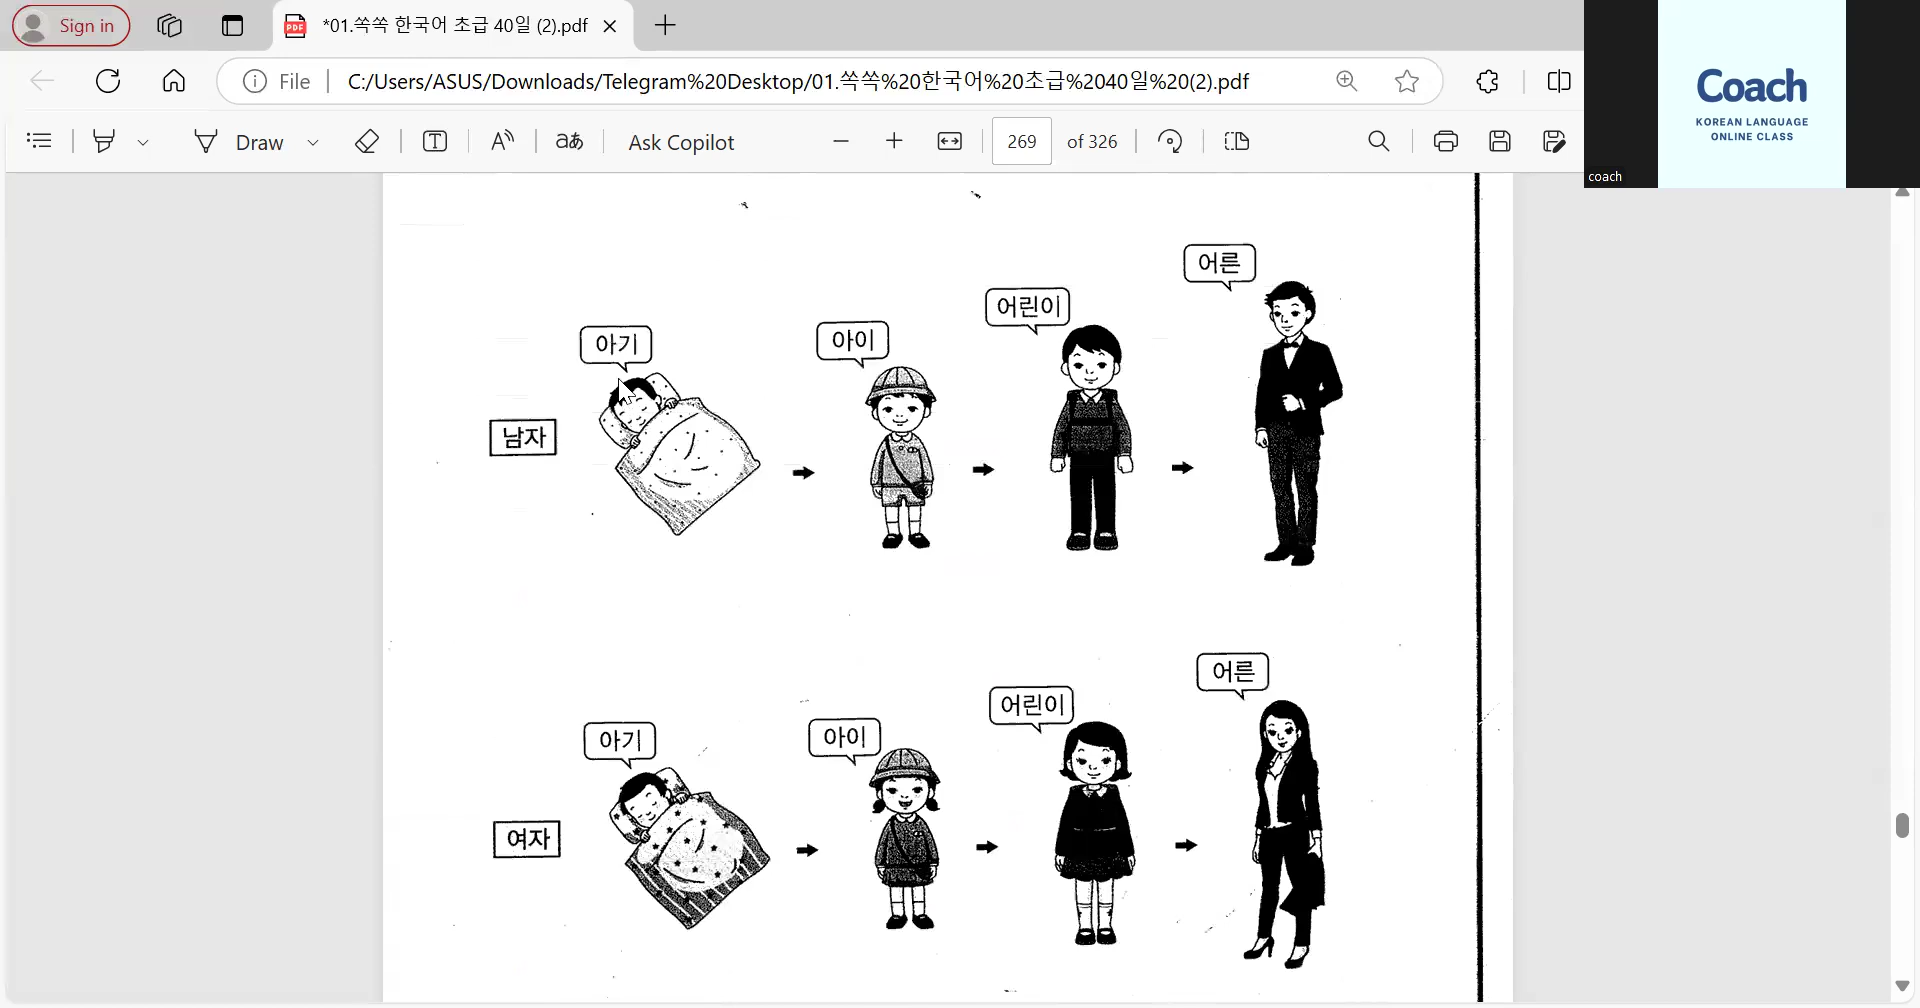 Sign in
*01.쏙쏙 한국어 초급 40일 (2).pdf
File
C:/Users/ASUS/Downloads/Telegram%20Desktop/01.쏙쏙%20한국어%20초급%2040일%20(2).pdf
Draw
Ask Copilot
269 of 326
Coach
KOREAN LANGUAGE
ONLINE CLASS
coach
남자
아기
아이
어린이
어른
여자
아기
아이
어린이
어른